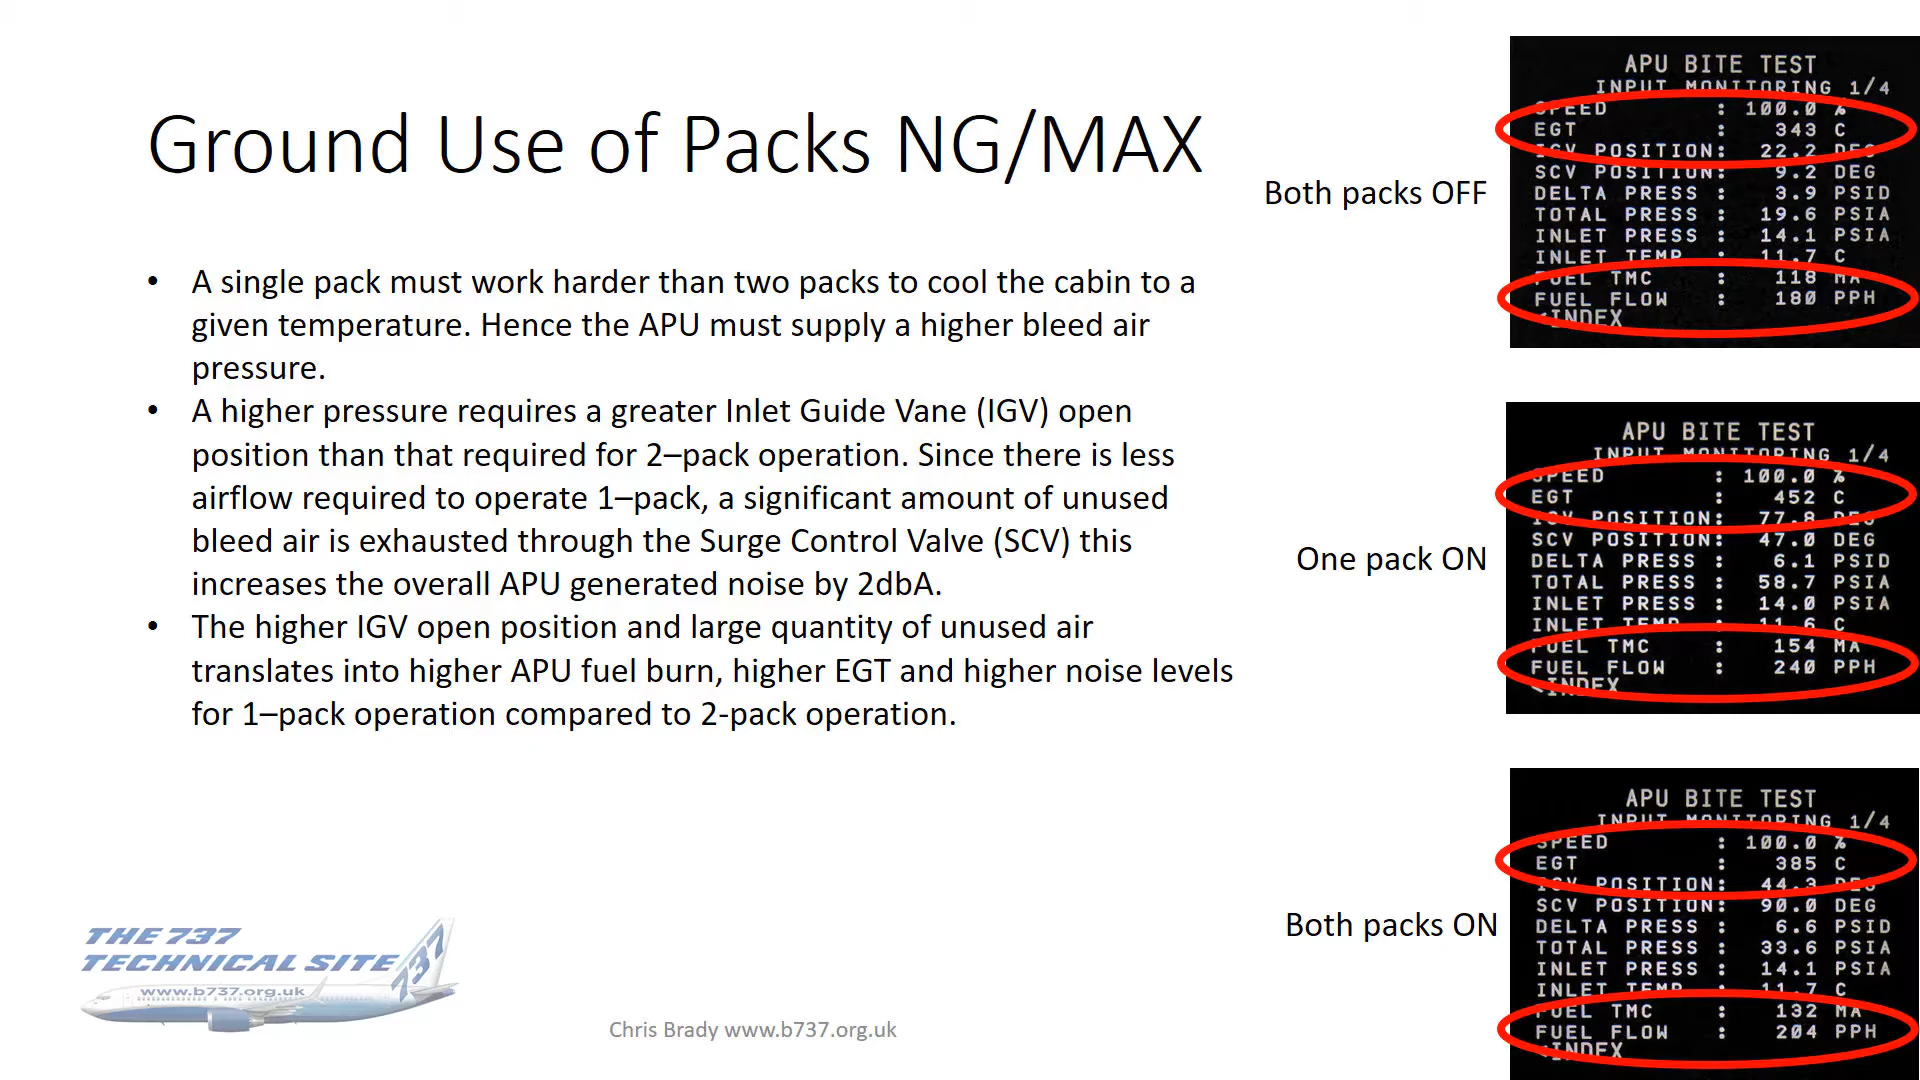 Ground Use of Packs NG/MAX
• A single pack must work harder than two packs to cool the cabin to a
given temperature. Hence the APU must supply a higher bleed air
pressure.
• A higher pressure requires a greater Inlet Guide Vane (IGV) open
position than that required for 2–pack operation. Since there is less
airflow required to operate 1–pack, a significant amount of unused
bleed air is exhausted through the Surge Control Valve (SCV) this
increases the overall APU generated noise by 2dbA.
• The higher IGV open position and large quantity of unused air
translates into higher APU fuel burn, higher EGT and higher noise levels
for 1–pack operation compared to 2-pack operation.
Both packs OFF
APU BITE TEST
INPUT MONITORING 1/4
SPEED : 100.0 %
EGT : 343 C
IGV POSITION: 22.2 DEG
SCV POSITION: 9.2 DEG
DELTA PRESS : 3.9 PSID
TOTAL PRESS : 19.6 PSIA
INLET PRESS : 14.1 PSIA
INLET TEMP : 11.7 C
FUEL TMC : 118 MA
FUEL FLOW : 180 PPH
<INDEX
One pack ON
APU BITE TEST
INPUT MONITORING 1/4
SPEED : 100.0 %
EGT : 452 C
IGV POSITION: 77.8 DEG
SCV POSITION: 47.0 DEG
DELTA PRESS : 6.1 PSID
TOTAL PRESS : 58.7 PSIA
INLET PRESS : 14.0 PSIA
INLET TEMP : 11.6 C
FUEL TMC : 154 MA
FUEL FLOW : 240 PPH
<INDEX
Both packs ON
APU BITE TEST
INPUT MONITORING 1/4
SPEED : 100.0 %
EGT : 385 C
IGV POSITION: 44.3 DEG
SCV POSITION: 90.0 DEG
DELTA PRESS : 6.6 PSID
TOTAL PRESS : 33.6 PSIA
INLET PRESS : 14.1 PSIA
INLET TEMP : 11.7 C
FUEL TMC : 132 MA
FUEL FLOW : 204 PPH
<INDEX
THE 737
TECHNICAL SITE
737
www.b737.org.uk
Chris Brady www.b737.org.uk